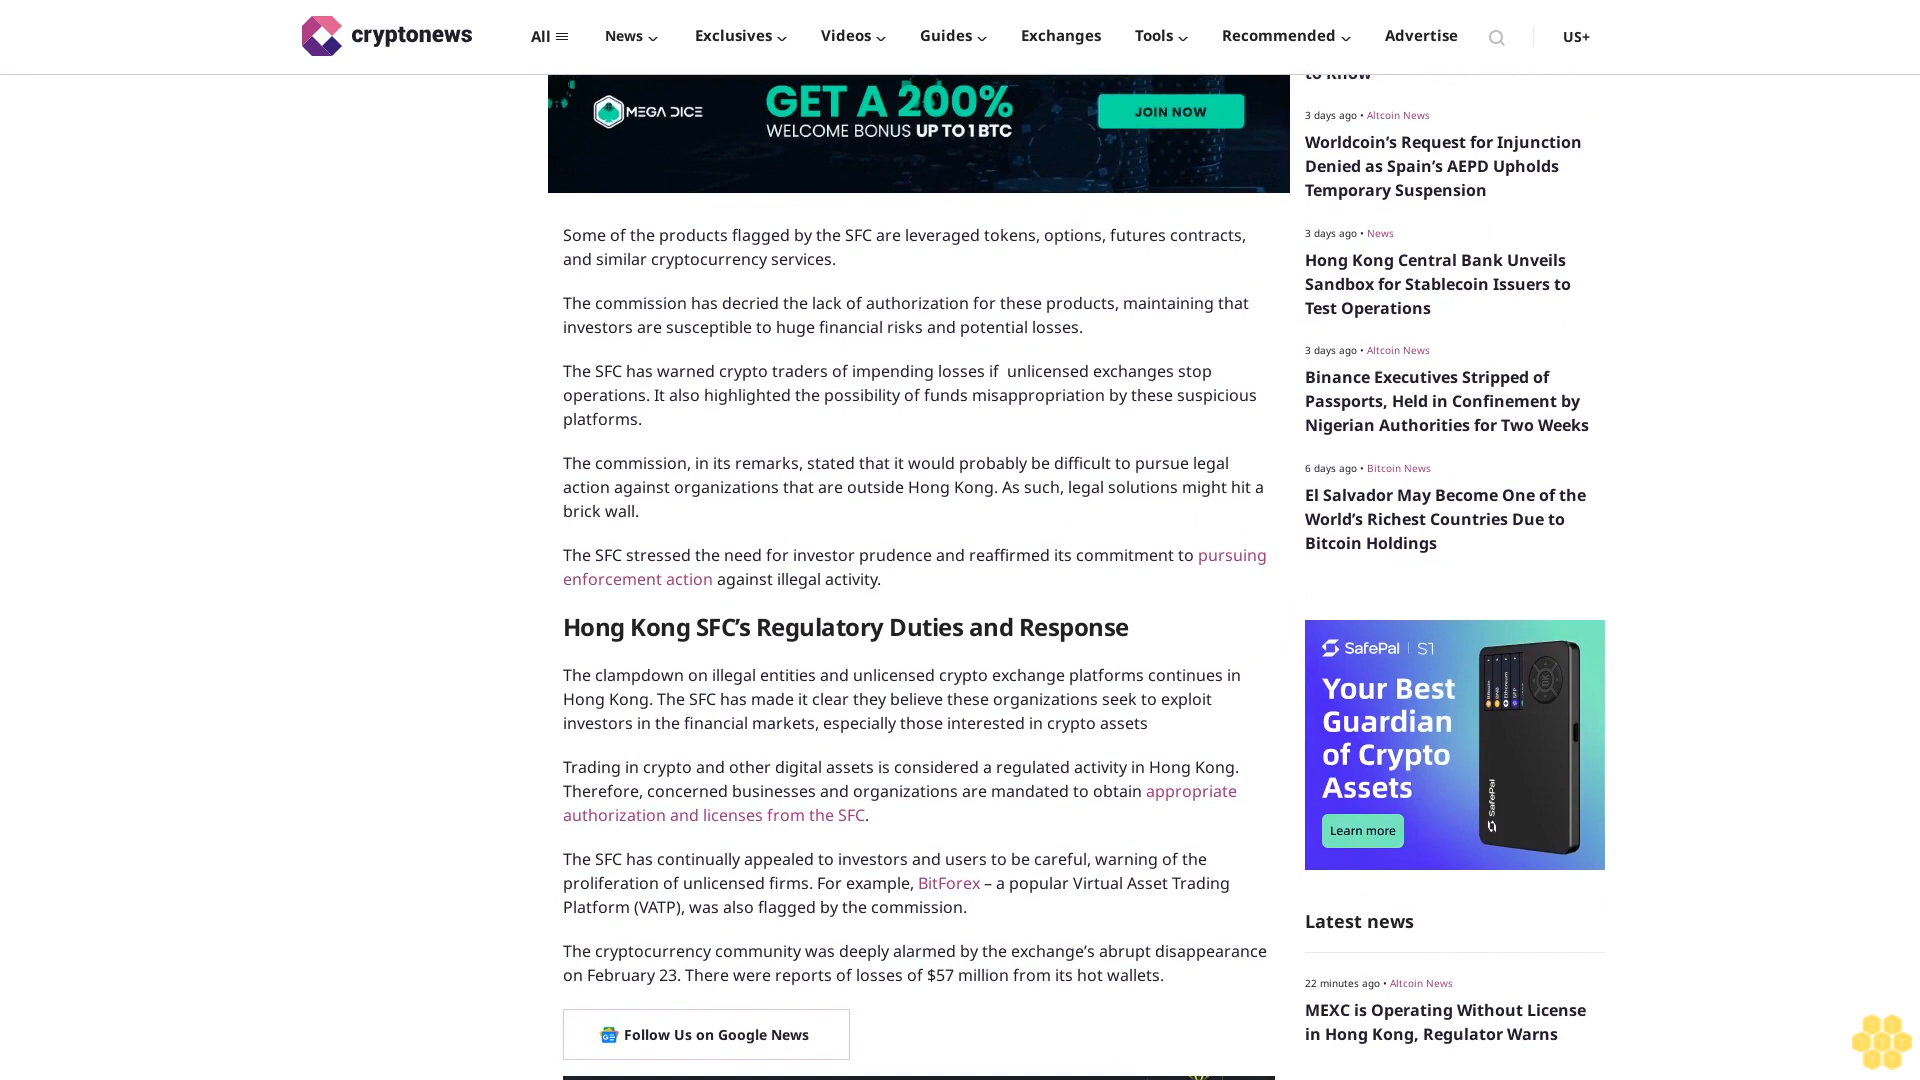 cryptonews
All
News
Exclusives
Videos
Guides
Exchanges
Tools
Recommended
Advertise
US+
MEGA DICE
GET A 200%
WELCOME BONUS UP TO 1 BTC
JOIN NOW
Some of the products flagged by the SFC are leveraged tokens, options, futures contracts,
and similar cryptocurrency services.
The commission has decried the lack of authorization for these products, maintaining that
investors are susceptible to huge financial risks and potential losses.
The SFC has warned crypto traders of impending losses if  unlicensed exchanges stop
operations. It also highlighted the possibility of funds misappropriation by these suspicious
platforms.
The commission, in its remarks, stated that it would probably be difficult to pursue legal
action against organizations that are outside Hong Kong. As such, legal solutions might hit a
brick wall.
The SFC stressed the need for investor prudence and reaffirmed its commitment to pursuing
enforcement action against illegal activity.
Hong Kong SFC’s Regulatory Duties and Response
The clampdown on illegal entities and unlicensed crypto exchange platforms continues in
Hong Kong. The SFC has made it clear they believe these organizations seek to exploit
investors in the financial markets, especially those interested in crypto assets
Trading in crypto and other digital assets is considered a regulated activity in Hong Kong.
Therefore, concerned businesses and organizations are mandated to obtain appropriate
authorization and licenses from the SFC.
The SFC has continually appealed to investors and users to be careful, warning of the
proliferation of unlicensed firms. For example, BitForex – a popular Virtual Asset Trading
Platform (VATP), was also flagged by the commission.
The cryptocurrency community was deeply alarmed by the exchange’s abrupt disappearance
on February 23. There were reports of losses of $57 million from its hot wallets.
Follow Us on Google News
to Know
3 days ago • Altcoin News
Worldcoin’s Request for Injunction
Denied as Spain’s AEPD Upholds
Temporary Suspension
3 days ago • News
Hong Kong Central Bank Unveils
Sandbox for Stablecoin Issuers to
Test Operations
3 days ago • Altcoin News
Binance Executives Stripped of
Passports, Held in Confinement by
Nigerian Authorities for Two Weeks
6 days ago • Bitcoin News
El Salvador May Become One of the
World’s Richest Countries Due to
Bitcoin Holdings
SafePal | S1
Your Best
Guardian
of Crypto
Assets
Learn more
SafePal
OK
Latest news
22 minutes ago • Altcoin News
MEXC is Operating Without License
in Hong Kong, Regulator Warns